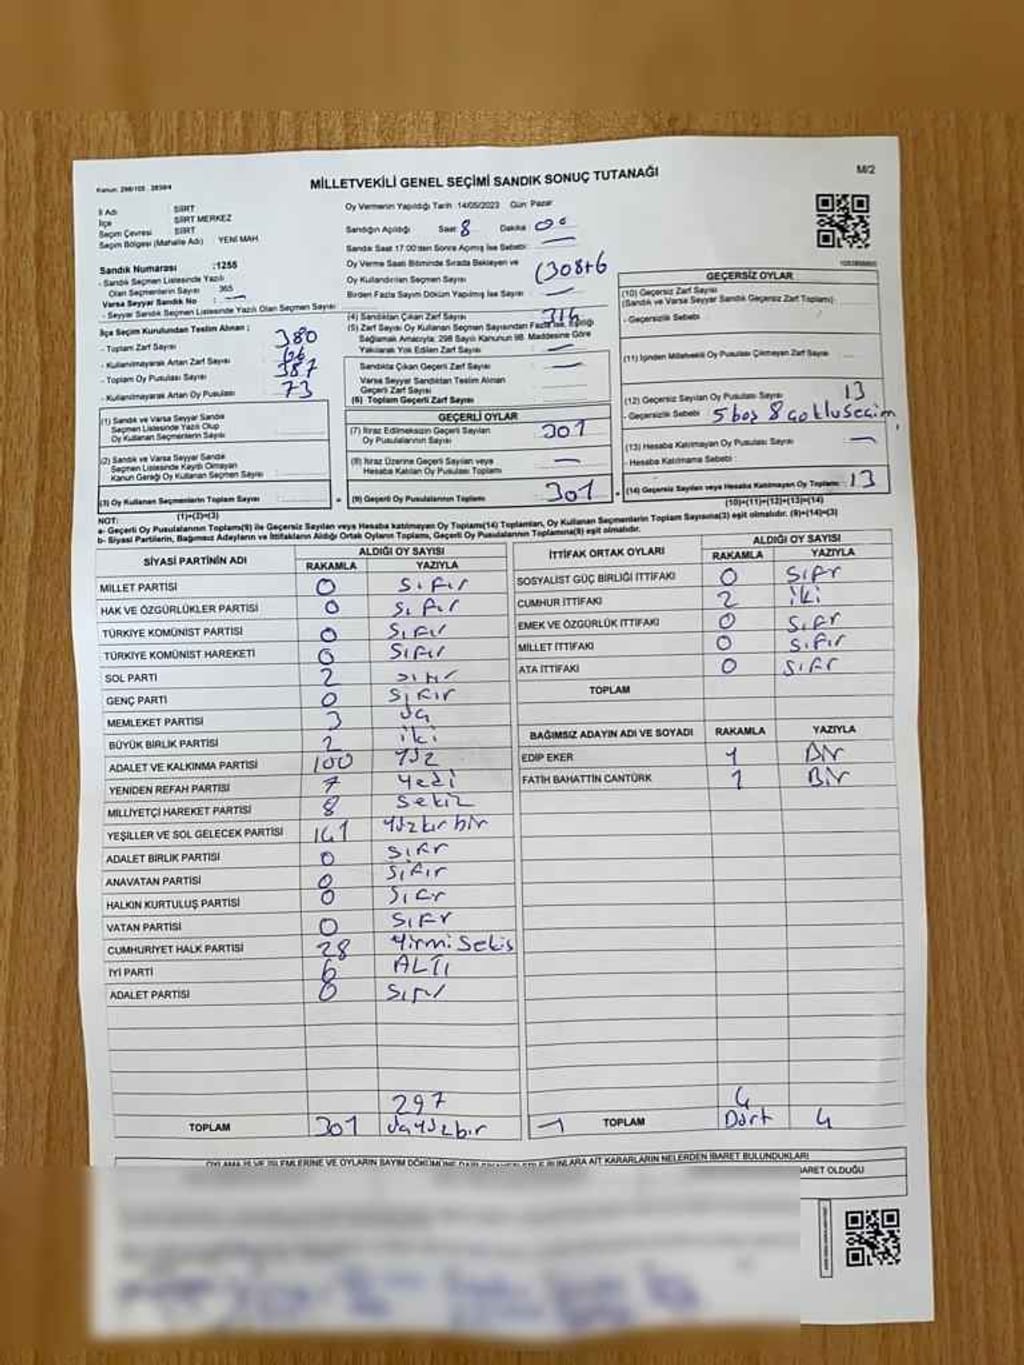 Kanun: 298/105 . 2839/4
MİLLETVEKİLİ GENEL SEÇİMİ SANDIK SONUÇ TUTANAĞI
M/2
İl Adı SİİRT
İlçe SİİRT MERKEZ
Seçim Çevresi SİİRT
Seçim Bölgesi (Mahalle Adı) YENİ MAH.
Sandık Numarası :1255
- Sandık Seçmen Listesinde Yazılı
Olan Seçmenlerin Sayısı 365
Varsa Seyyar Sandık No :
- Seyyar Sandık Seçmen Listesinde Yazılı Olan Seçmen Sayısı :
İlçe Seçim Kurulundan Teslim Alınan :
- Toplam Zarf Sayısı 380
- Kullanılmayarak Artan Zarf Sayısı
- Toplam Oy Pusulası Sayısı 387
- Kullanılmayarak Artan Oy Pusulası 73
(1) Sandık ve Varsa Seyyar Sandık
Seçmen Listesinde Yazılı Olup
Oy Kullanan Seçmenlerin Sayısı
(2) Sandık ve Varsa Seyyar Sandık
Seçmen Listesinde Kayıtlı Olmayan
Kanun Gereği Oy Kullanan Seçmen Sayısı
(3) Oy Kullanan Seçmenlerin Toplam Sayısı
(1)+(2)=(3)
Oy Vermenin Yapıldığı Tarih 14/05/2023 Gün: Pazar
Sandığın Açıldığı Saat 8 Dakika 00
Sandık Saat 17:00'den Sonra Açılmış İse Sebebi:
Oy Verme Saati Bitiminde Sırada Bekleyen ve
Oy Kullandırılan Seçmen Sayısı (308+6
Birden Fazla Sayım Döküm Yapılmış İse Sayısı :
(4) Sandıktan Çıkan Zarf Sayısı 314
(5) Zarf Sayısı Oy Kullanan Seçmen Sayısından Fazla İse, Eşitliği
Sağlamak Amacıyla; 298 Sayılı Kanunun 98. Maddesine Göre
Yakılarak Yok Edilen Zarf Sayısı
Sandıkta Çıkan Geçerli Zarf Sayısı
Varsa Seyyar Sandıktan Teslim Alınan
Geçerli Zarf Sayısı
(6) Toplam Geçerli Zarf Sayısı
GEÇERLİ OYLAR
(7) İtiraz Edilmeksizin Geçerli Sayılan
Oy Pusulalarının Sayısı 301
(8) İtiraz Üzerine Geçerli Sayılan veya
Hesaba Katılan Oy Pusulası Toplamı
(9) Geçerli Oy Pusulalarının Toplamı 301
GEÇERSİZ OYLAR
(10) Geçersiz Zarf Sayısı
(Sandık ve Varsa Seyyar Sandık Geçersiz Zarf Toplamı)
- Geçersizlik Sebebi
(11) İçinden Milletvekili Oy Pusulası Çıkmayan Zarf Sayısı
(12) Geçersiz Sayılan Oy Pusulası Sayısı 13
- Geçersizlik Sebebi 5 boş 8 çoklu seçim
(13) Hesaba Katılmayan Oy Pusulası Sayısı
- Hesaba Katılmama Sebebi :
(14) Geçersiz Sayılan veya Hesaba Katılmayan Oy Toplamı : 13
(10)+(11)+(12)+(13)=(14)
NOT:
a- Geçerli Oy Pusulalarının Toplamı(9) ile Geçersiz Sayılan veya Hesaba katılmayan Oy Toplamı(14) Toplamları, Oy Kullanan Seçmenlerin Toplam Sayısına(3) eşit olmalıdır. (9)+(14)=(3)
b- Siyasi Partilerin, Bağımsız Adayların ve İttifakların Aldığı Ortak Oyların Toplamı, Geçerli Oy Pusulalarının Toplamına(9) eşit olmalıdır.
SİYASİ PARTİNİN ADI ALDIĞI OY SAYISI
RAKAMLA YAZIYLA
MİLLET PARTİSİ 0 Sıfır
HAK VE ÖZGÜRLÜKLER PARTİSİ 0 Sıfır
TÜRKİYE KOMÜNİST PARTİSİ 0 Sıfır
TÜRKİYE KOMÜNİST HAREKETİ 0 Sıfır
SOL PARTİ 2
GENÇ PARTİ 0 Sıfır
MEMLEKET PARTİSİ 3 Üç
BÜYÜK BİRLİK PARTİSİ 2 iki
ADALET VE KALKINMA PARTİSİ 100 Yüz
YENİDEN REFAH PARTİSİ 7 Yedi
MİLLİYETÇİ HAREKET PARTİSİ 8 Sekiz
YEŞİLLER VE SOL GELECEK PARTİSİ 141 Yüzkırbir
ADALET BİRLİK PARTİSİ 0 Sıfır
ANAVATAN PARTİSİ 0 Sıfır
HALKIN KURTULUŞ PARTİSİ 0 Sıfır
VATAN PARTİSİ 0 Sıfır
CUMHURİYET HALK PARTİSİ 28 Yirmi Sekis
İYİ PARTİ 6 ALTI
ADALET PARTİSİ 0 Sıfır
297
TOPLAM 301 Üçyüzbir
İTTİFAK ORTAK OYLARI ALDIĞI OY SAYISI
RAKAMLA YAZIYLA
SOSYALİST GÜÇ BİRLİĞİ İTTİFAKI 0 Sıfır
CUMHUR İTTİFAKI 2 iki
EMEK VE ÖZGÜRLÜK İTTİFAKI 0 Sıfır
MİLLET İTTİFAKI 0 Sıfır
ATA İTTİFAKI 0 Sıfır
TOPLAM
BAĞIMSIZ ADAYIN ADI VE SOYADI RAKAMLA YAZIYLA
EDİP EKER 1 Bir
FATİH BAHATTİN CANTÜRK 1 Bir
4
TOPLAM Dört 4
OYLAMA İŞ VE İŞLEMLERİNE VE OYLARIN SAYIM DÖKÜMÜNE DAİR
BUNLARA AİT KARARLARIN NELERDEN İBARET BULUNDUKLARI
İBARET OLDUĞU